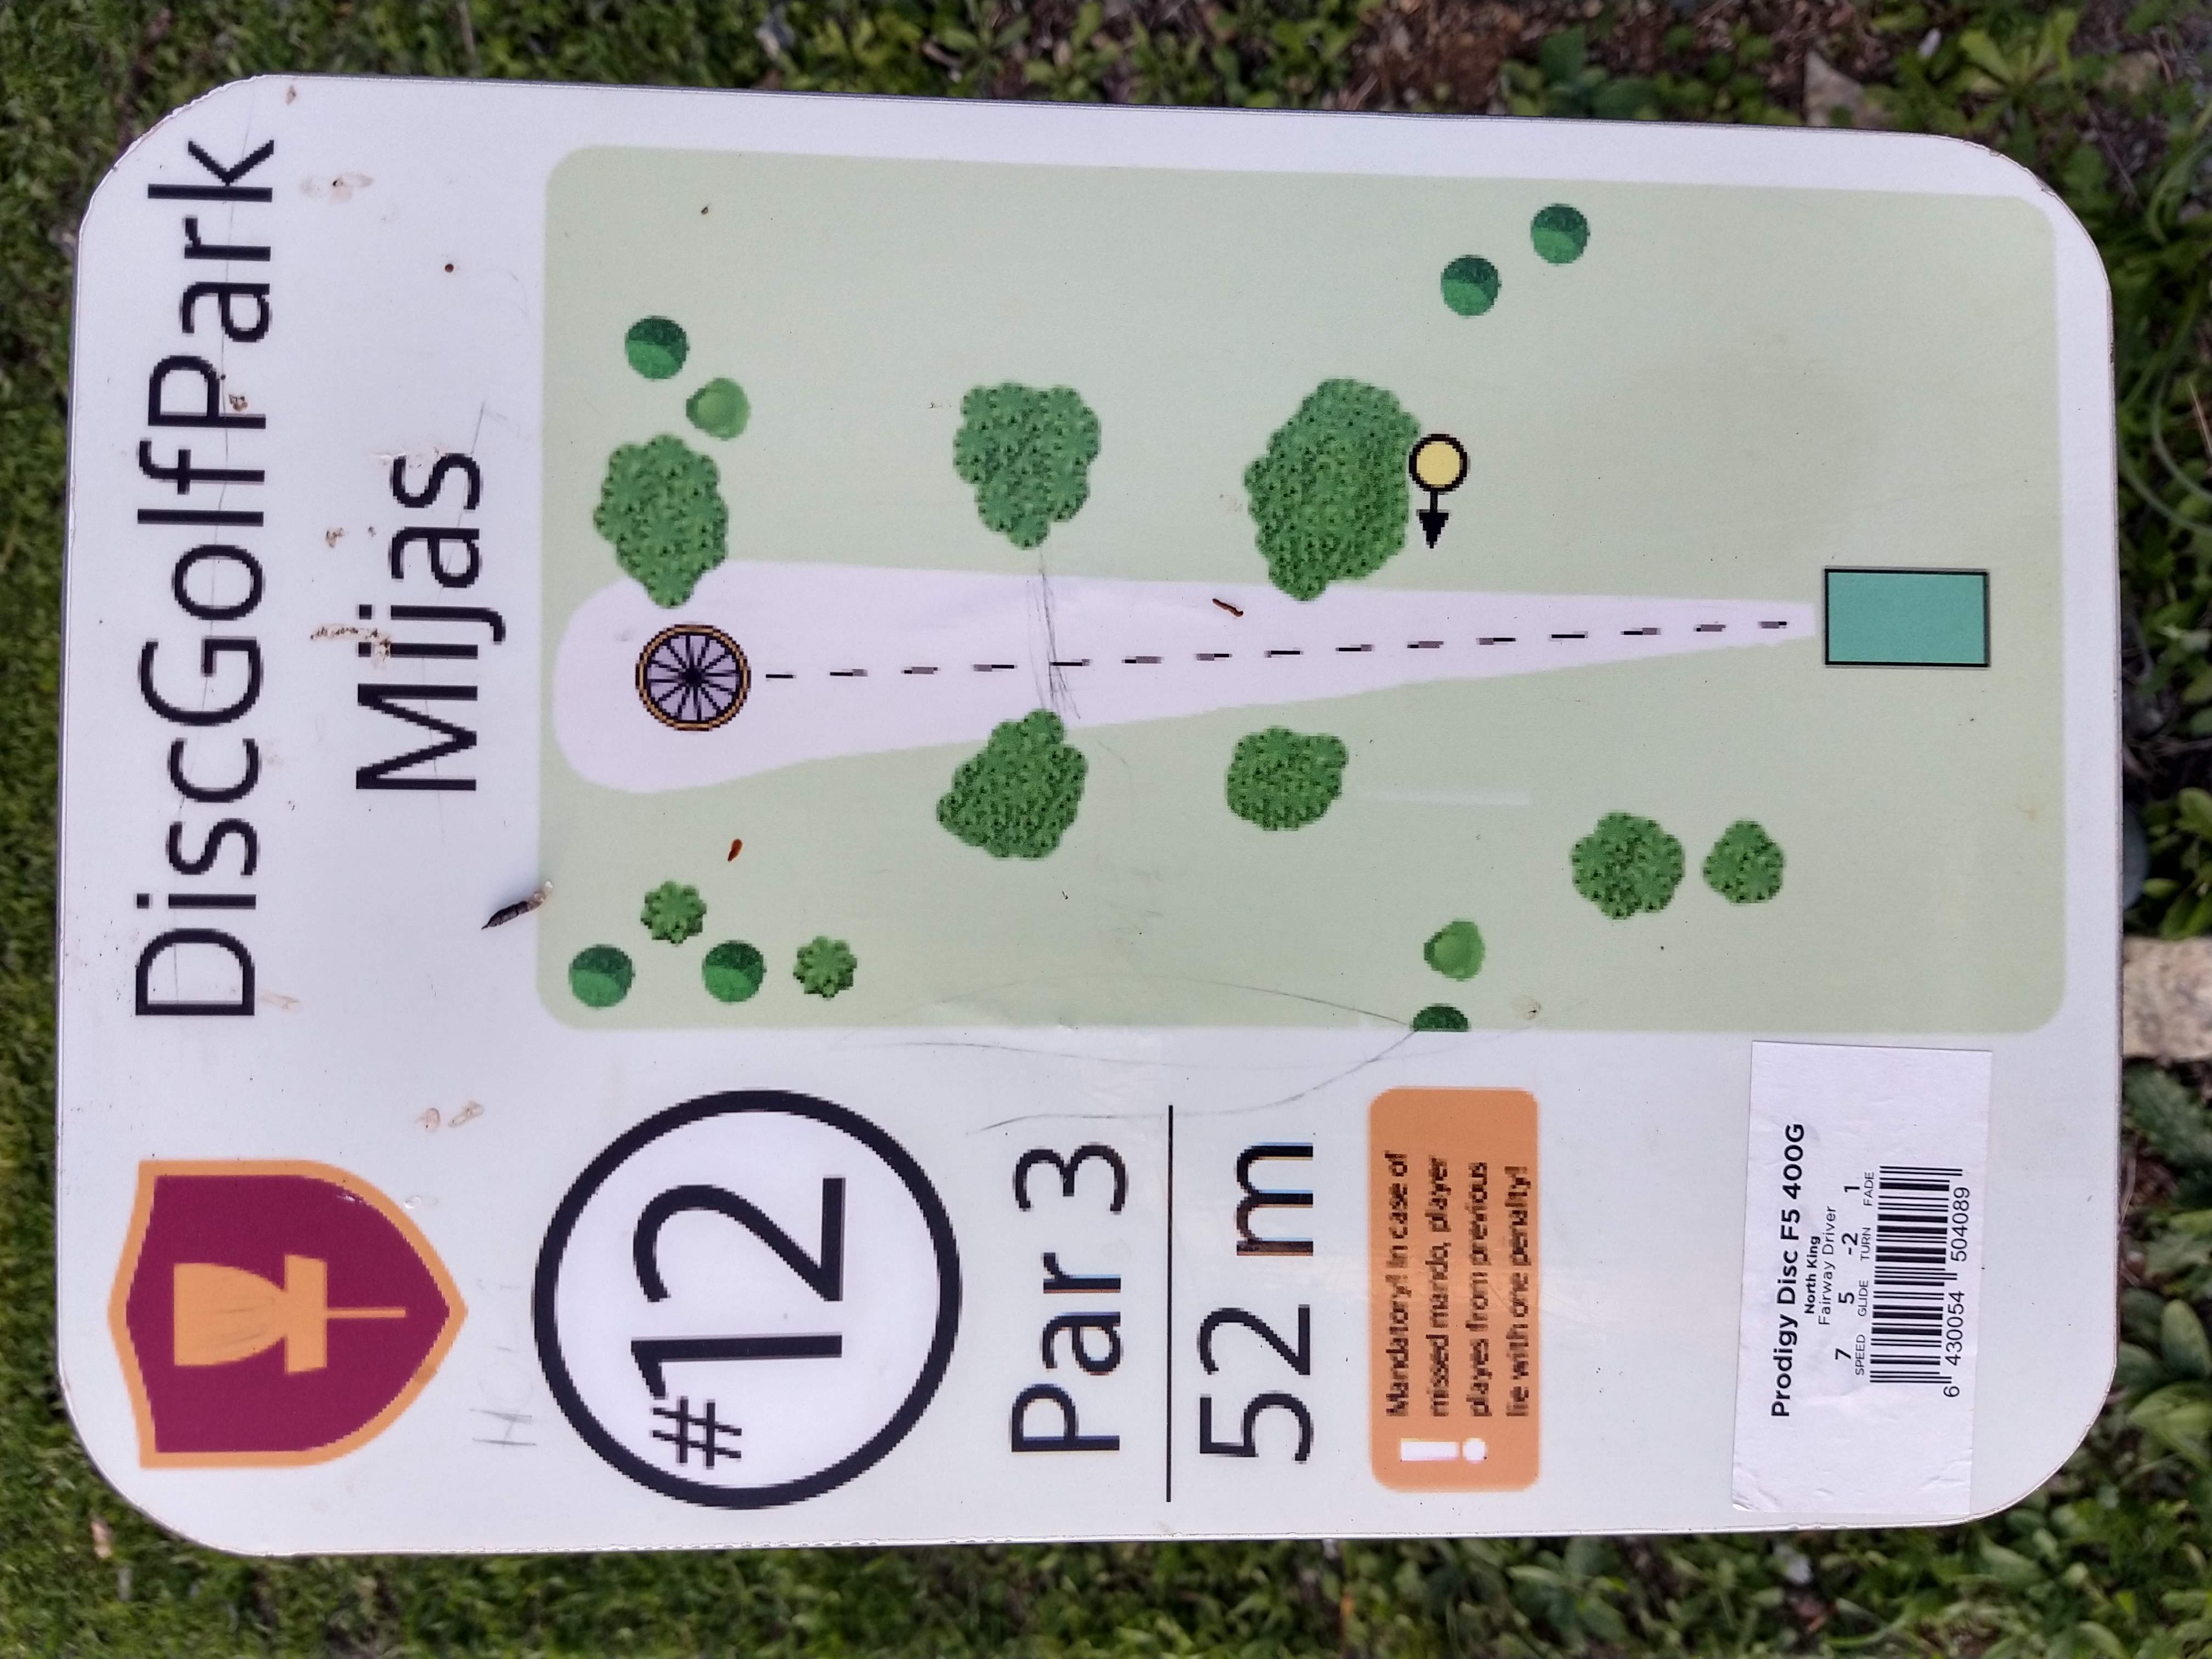 DiscGolfPark
Mijas
#12
Par 3
52 m
! Mandatory! In case of
missed mando, player
playes from previous
lie with one penalty!
Prodigy Disc F5 400G
North King
Fairway Driver
7 5 -2 1
SPEED GLIDE TURN FADE
6 430054 504089